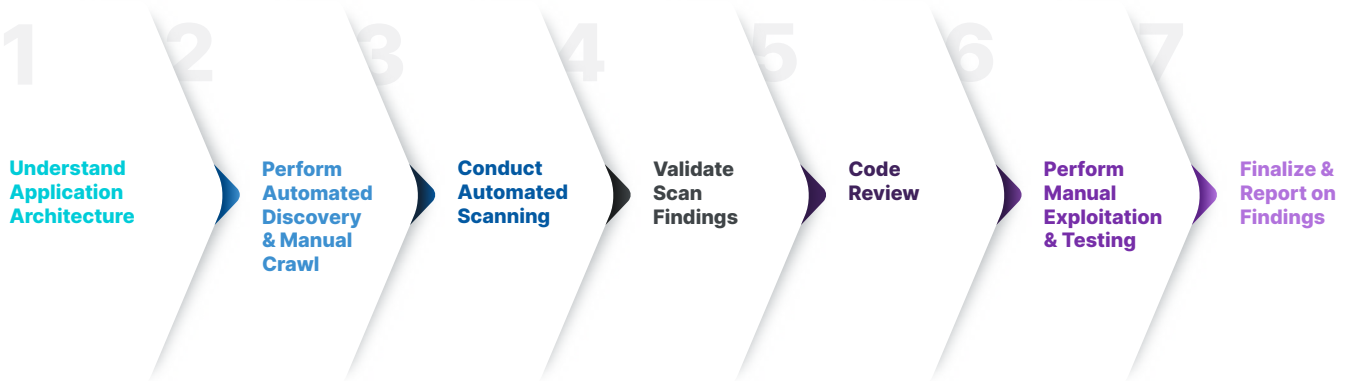 1
Understand
Application
Architecture
2
Perform
Automated
Discovery
& Manual
Crawl
3
Conduct
Automated
Scanning
4
Validate
Scan
Findings
5
Code
Review
6
Perform
Manual
Exploitation
& Testing
7
Finalize &
Report on
Findings